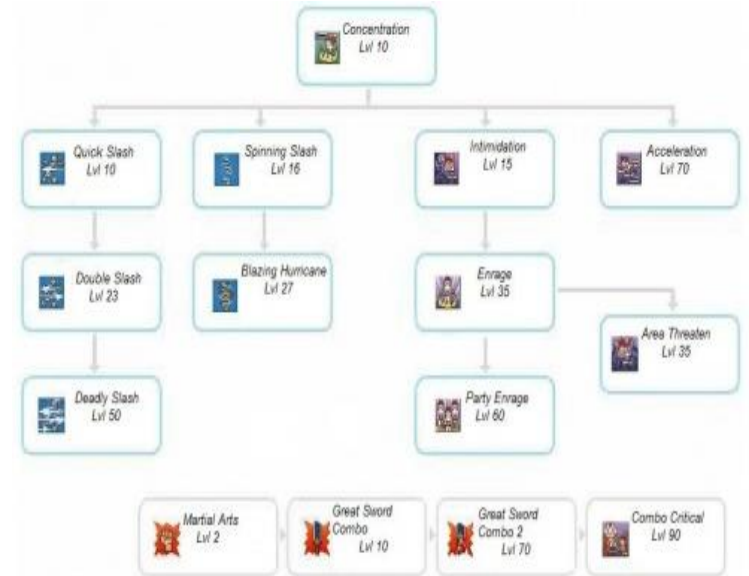 Concentration
Lvl 10
Quick Slash
Lvl 10
Spinning Slash
Lvl 16
Intimidation
Lvl 15
Acceleration
Lvl 70
Double Slash
Lvl 23
Blazing Hurricane
Lvl 27
Enrage
Lvl 35
Area Threaten
Lvl 35
Deadly Slash
Lvl 50
Party Enrage
Lvl 60
Martial Arts
Lvl 2
Great Sword
Combo
Lvl 10
Great Sword
Combo 2
Lvl 70
Combo Critical
Lvl 90